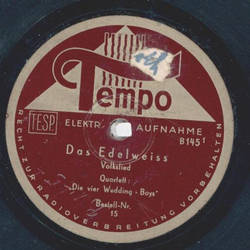 Tempo
TESP.
ELEKTR. AUFNAHME
B145¹
Das Edelweiss
Volkslied
Quartett:
"Die vier Wedding-Boys"
Bestell-Nr.
15
RECHT ZUR RADIOVERBREITUNG VORBEHALTEN